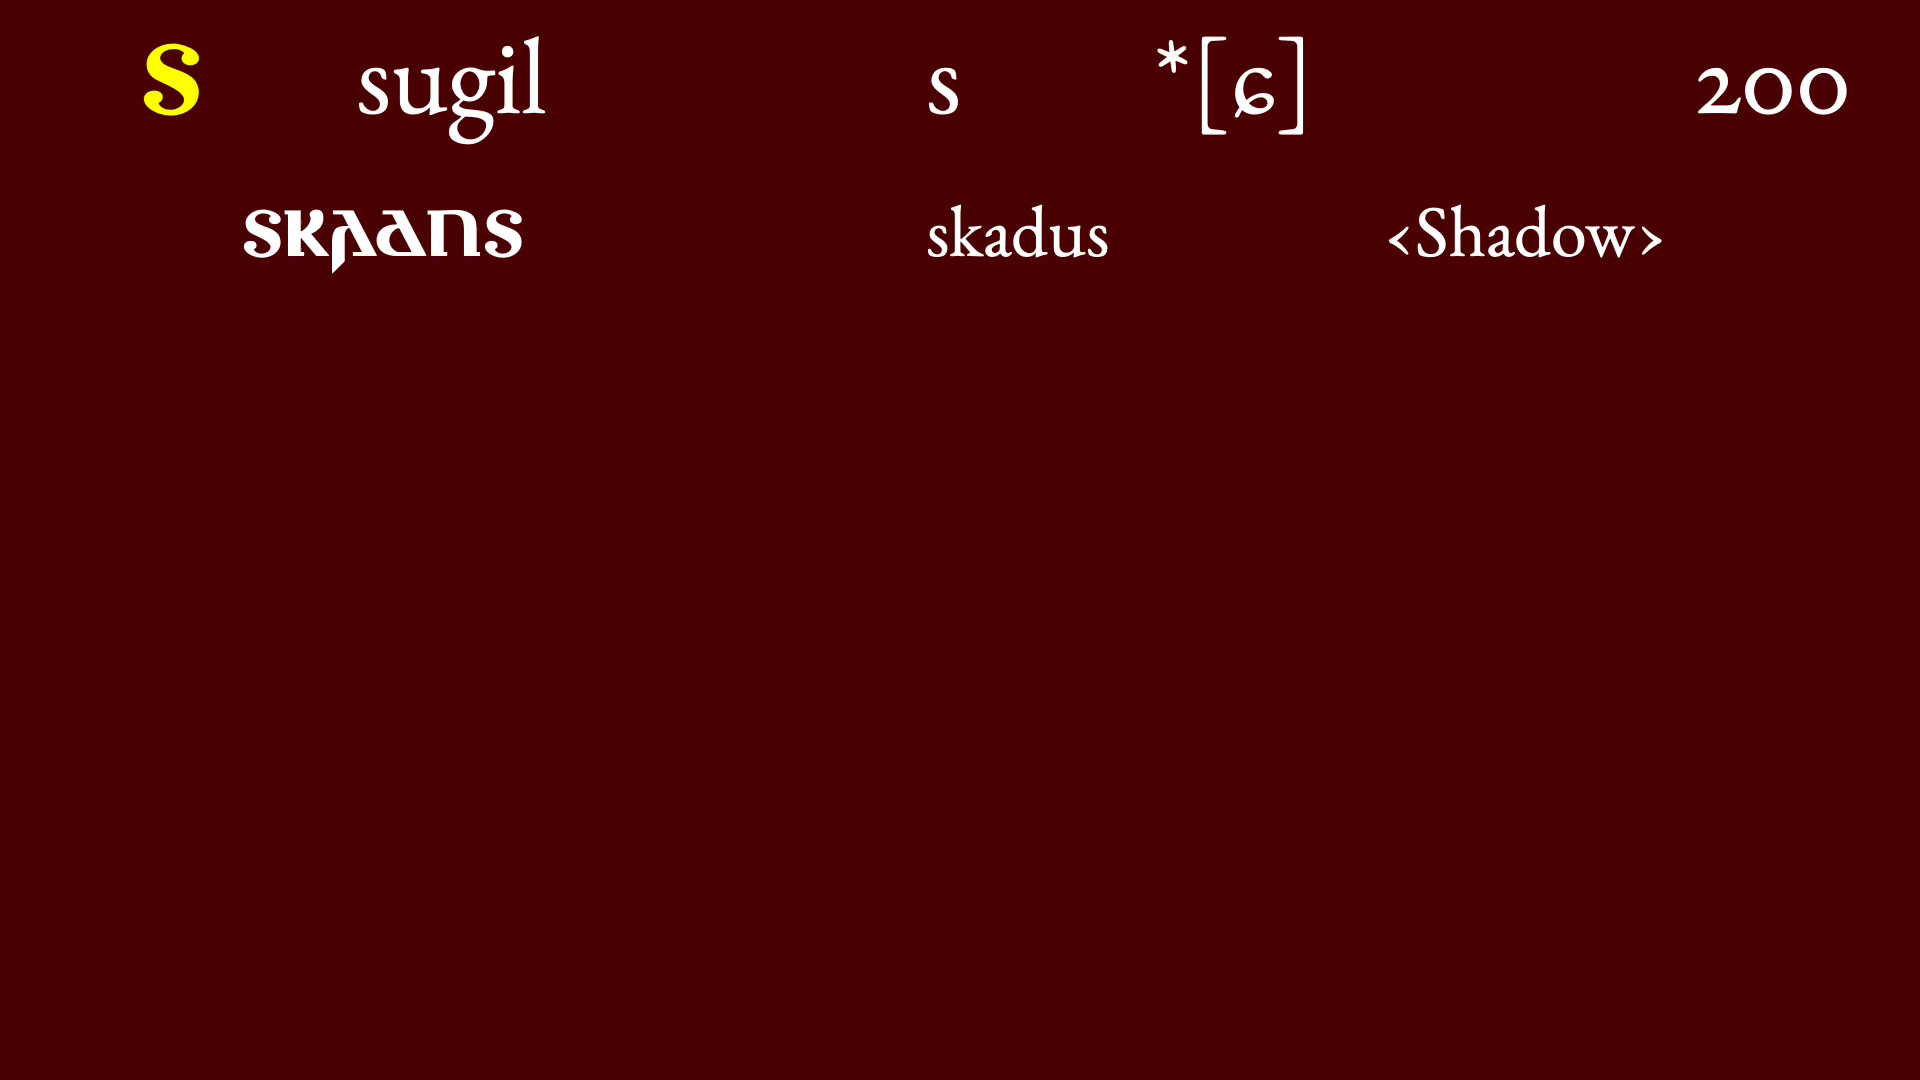 𐍃 sugil s *[ɕ] 200
𐍃𐌺𐌰𐌳𐌿𐍃 skadus ‹Shadow›